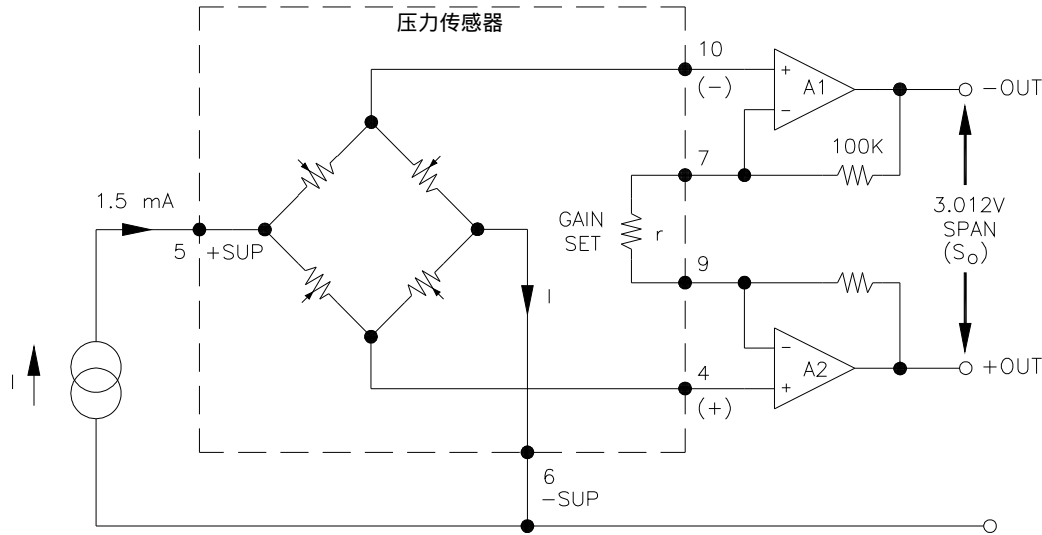 压力传感器
10
(-)
+
A1
-
-OUT
100K
7
1.5 mA
GAIN
SET
r
3.012V
SPAN
(So)
5 +SUP
9
I
I
-
A2
+
+OUT
4
(+)
6
-SUP